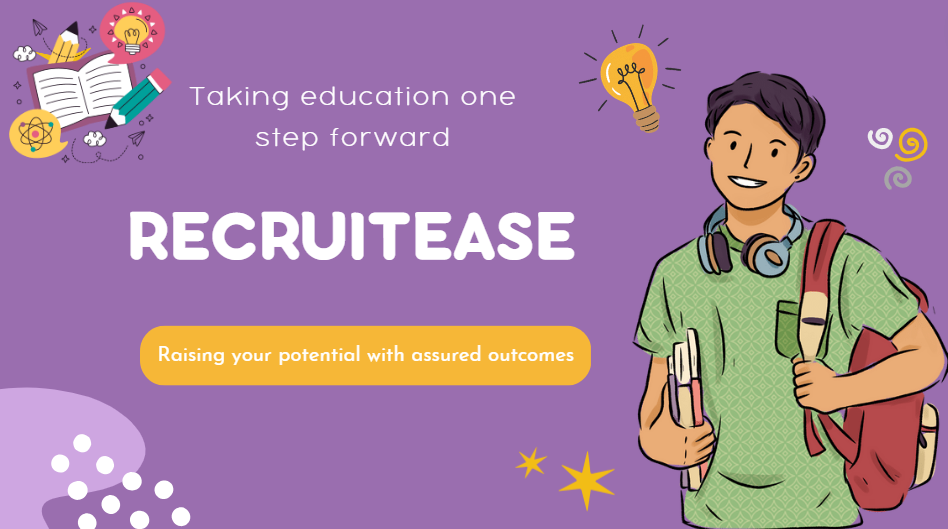 Taking education one
step forward
RECRUITEASE
Raising your potential with assured outcomes